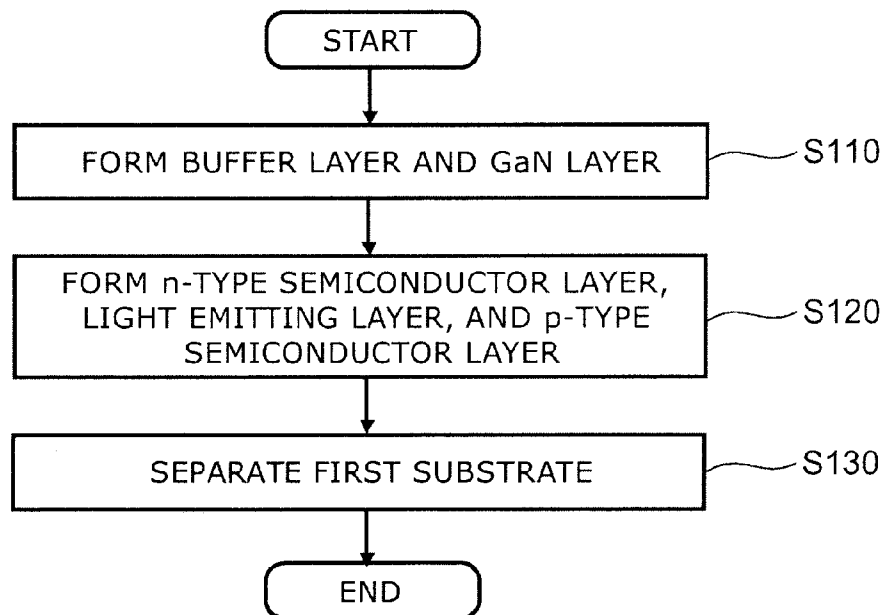 START
FORM BUFFER LAYER AND GaN LAYER
S110
FORM n-TYPE SEMICONDUCTOR LAYER,
LIGHT EMITTING LAYER, AND p-TYPE
SEMICONDUCTOR LAYER
S120
SEPARATE FIRST SUBSTRATE
S130
END